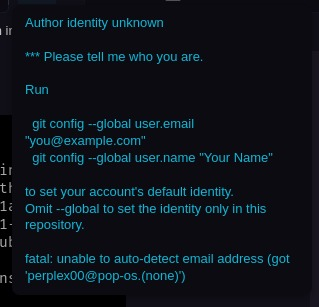 Author identity unknown
*** Please tell me who you are.
Run
git config --global user.email
"you@example.com"
git config --global user.name "Your Name"
to set your account's default identity.
Omit --global to set the identity only in this
repository.
fatal: unable to auto-detect email address (got
'perplex00@pop-os.(none)')